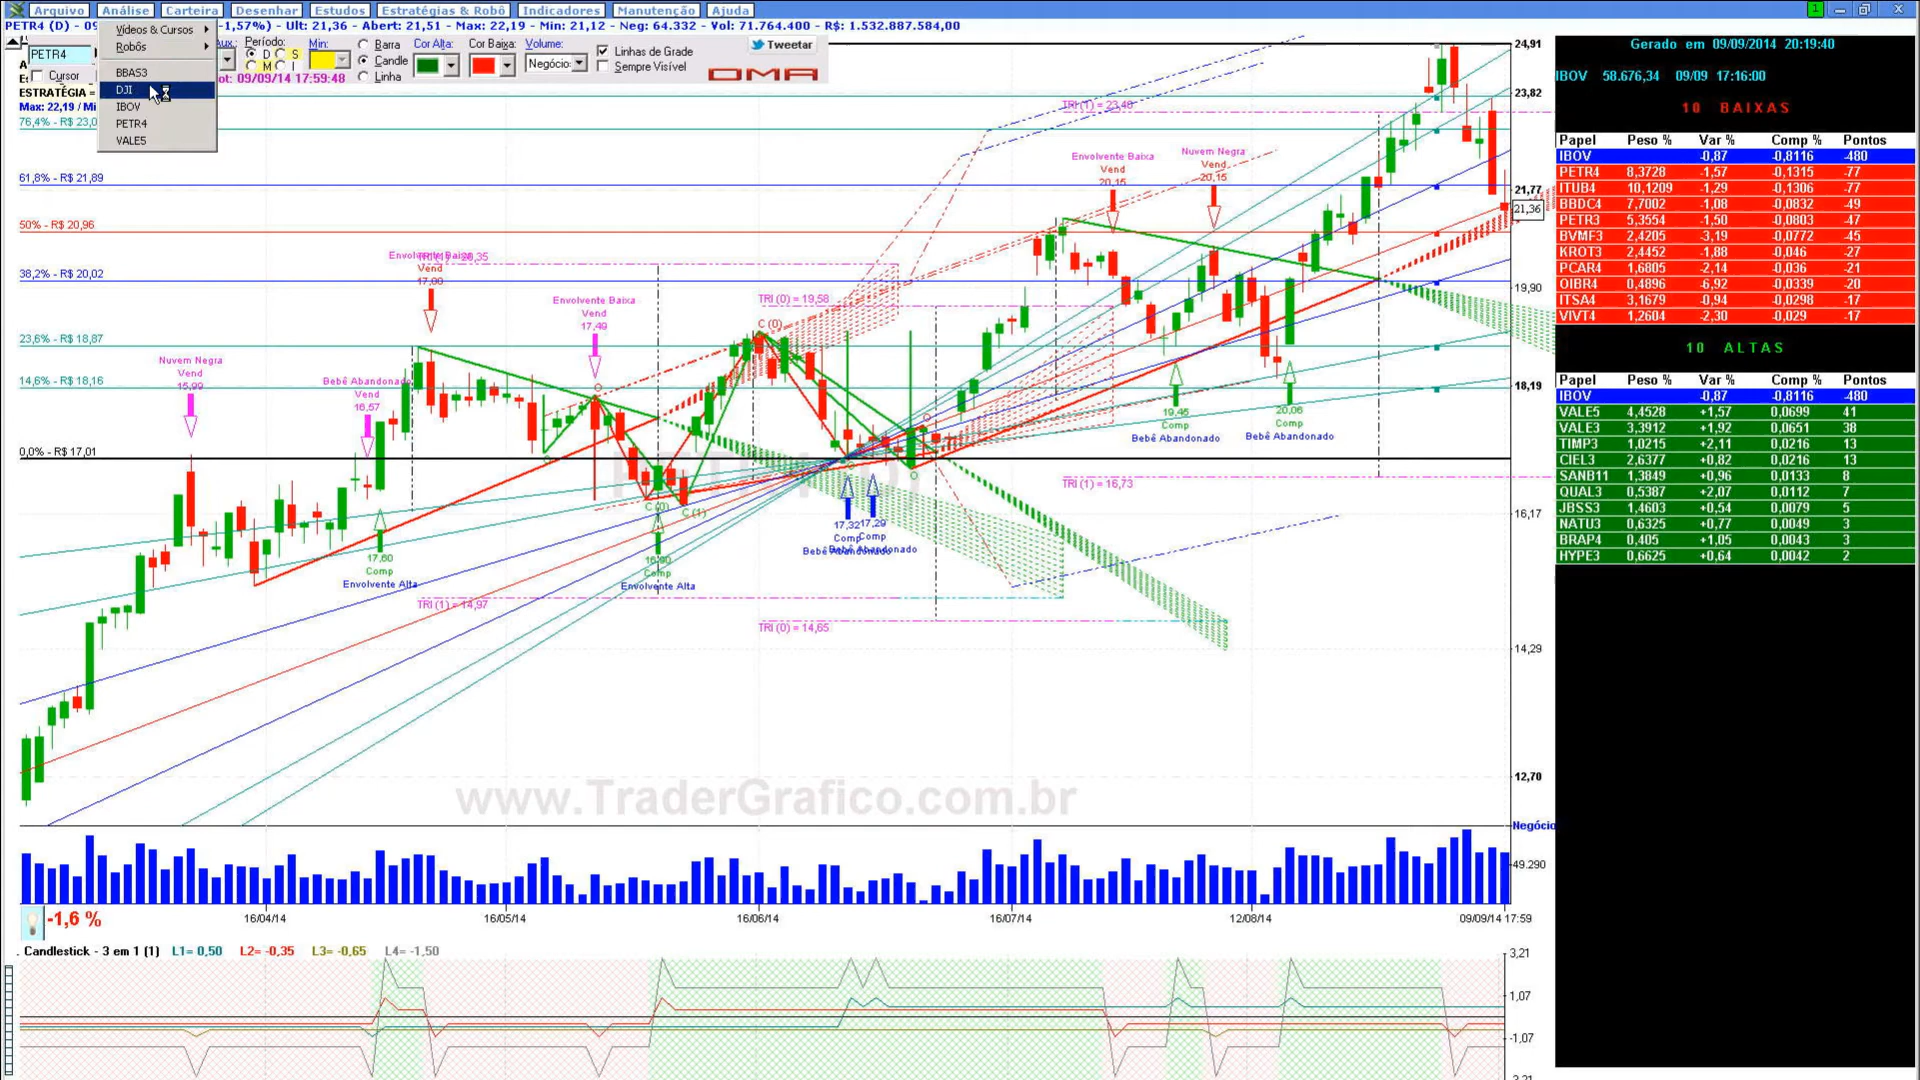 Arquivo Análise Carteira Desenhar Estudos Estratégias & Robô Indicadores Manutenção Ajuda
PETR4 (D) - 09
-1,57%) - Ult: 21,36 - Abert: 21,51 - Máx: 22,19 - Min: 21,12 - Neg: 64.332 - Vol: 71.764.400 - R$: 1.532.887.584,00
Vídeos & Cursos
Robôs
BBAS3
DJI
IBOV
PETR4
VALE5
PETR4
Cursor
ESTRATÉGIA =
Max: 22,19 / Mi
Período:
D S
M I
Min:
Barra
Candle
Linha
Cor Alta:
Cor Baixa:
Volume:
Negócio:
Linhas de Grade
Sempre Visível
Tweetar
DMA
ot: 09/09/14 17:59:48
76,4% - R$ 23,0
61,8% - R$ 21,89
50% - R$ 20,96
38,2% - R$ 20,02
23,6% - R$ 18,87
14,6% - R$ 18,16
0,0% - R$ 17,01
Nuvem Negra
Vend
15,99
Bebê Abandonado
Vend
16,57
Envolvente Baixa
Vend
17,00
Envolvente Baixa
Vend
17,49
Envolvente Baixa
Vend
20,15
Nuvem Negra
Vend
20,15
TRI (1) = 23,48
TRI (0) = 19,58
TRI (1) = 16,73
TRI (1) = 14,97
TRI (0) = 14,65
C (0)
C (0)
C (1)
17,60
Comp
Envolvente Alta
16,90
Comp
Envolvente Alta
17,32
Comp
Bebê Abandonado
17,29
Comp
Bebê Abandonado
19,45
Comp
Bebê Abandonado
20,06
Comp
Bebê Abandonado
www.TraderGrafico.com.br
24,91
23,82
21,77
21,36
19,90
18,19
16,17
14,29
12,70
Negócio
49.290
-1,6 %
16/04/14 16/05/14 16/06/14 16/07/14 12/08/14 09/09/14 17:59
. Candlestick - 3 em 1 (1) L1= 0,50 L2= -0,35 L3= -0,65 L4= -1,50
3,21
1,07
-1,07
-3,21
1
Gerado em 09/09/2014 20:19:40
IBOV 58.676,34 09/09 17:16:00
10 BAIXAS
Papel Peso % Var % Comp % Pontos
IBOV -0,87 -0,8116 -480
PETR4 8,3728 -1,57 -0,1315 -77
ITUB4 10,1209 -1,29 -0,1306 -77
BBDC4 7,7002 -1,08 -0,0832 -49
PETR3 5,3554 -1,50 -0,0803 -47
BVMF3 2,4205 -3,19 -0,0772 -45
KROT3 2,4452 -1,88 -0,046 -27
PCAR4 1,6805 -2,14 -0,036 -21
OIBR4 0,4896 -6,92 -0,0339 -20
ITSA4 3,1679 -0,94 -0,0298 -17
VIVT4 1,2604 -2,30 -0,029 -17
10 ALTAS
Papel Peso % Var % Comp % Pontos
IBOV -0,87 -0,8116 -480
VALE5 4,4528 +1,57 0,0699 41
VALE3 3,3912 +1,92 0,0651 38
TIMP3 1,0215 +2,11 0,0216 13
CIEL3 2,6377 +0,82 0,0216 13
SANB11 1,3849 +0,96 0,0133 8
QUAL3 0,5387 +2,07 0,0112 7
JBSS3 1,4603 +0,54 0,0079 5
NATU3 0,6325 +0,77 0,0049 3
BRAP4 0,405 +1,05 0,0043 3
HYPE3 0,6625 +0,64 0,0042 2